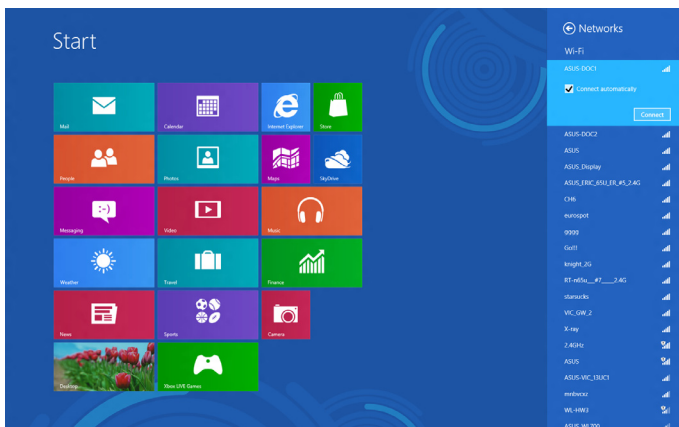 Start
Mail
Calendar
Internet Explorer
Store
People
Photos
Maps
SkyDrive
Messaging
Video
Music
Weather
Travel
Finance
News
Sports
Camera
Desktop
Xbox LIVE Games
Networks
Wi-Fi
ASUS-DOC1
Connect automatically
Connect
ASUS-DOC2
ASUS
ASUS_Display
ASUS_ERIC_65U_ER_#5_2.4G
CH6
eurospot
gggg
Go!!!
knight_2G
RT-n65u__#7___2.4G
starsucks
VIC_GW_2
X-ray
2.4GHz
ASUS
ASUS-VIC_13UC1
mnbvcxz
WL-HW3
ASUS WL700